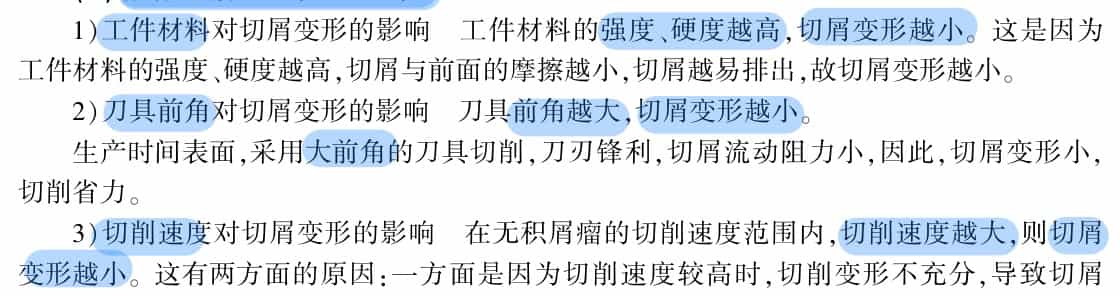 1)工件材料对切屑变形的影响　工件材料的强度、硬度越高,切屑变形越小。这是因为
工件材料的强度、硬度越高,切屑与前面的摩擦越小,切屑越易排出,故切屑变形越小。
2)刀具前角对切屑变形的影响　刀具前角越大,切屑变形越小。
生产时间表面,采用大前角的刀具切削,刀刃锋利,切屑流动阻力小,因此,切屑变形小,
切削省力。
3)切削速度对切屑变形的影响　在无积屑瘤的切削速度范围内,切削速度越大,则切屑
变形越小。这有两方面的原因:一方面是因为切削速度较高时,切削变形不充分,导致切屑